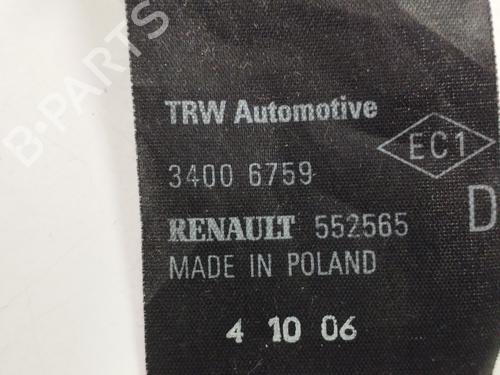 B-PARTS
TRW Automotive
EC1
3400 6759
RENAULT 552565
D
MADE IN POLAND
4 10 06